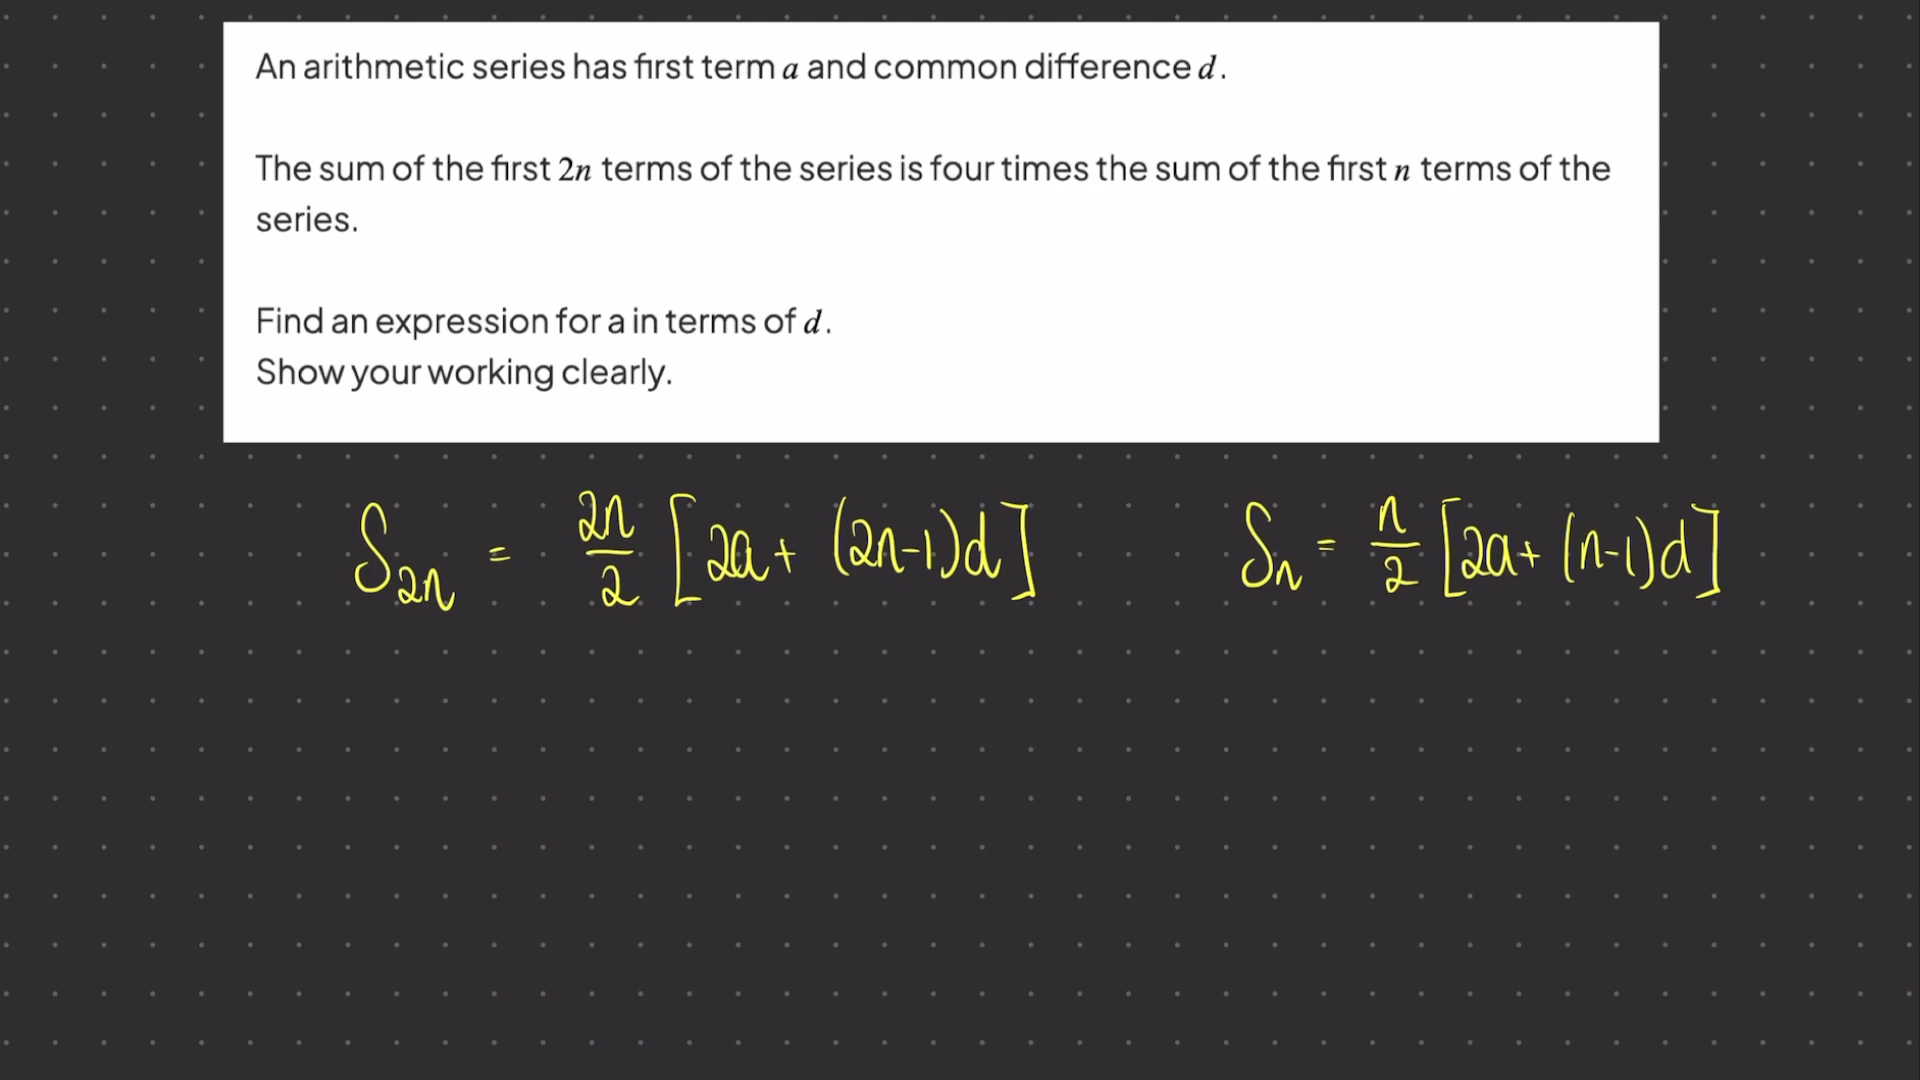 An arithmetic series has first term a and common difference d.
The sum of the first 2n terms of the series is four times the sum of the first n terms of the
series.
Find an expression for a in terms of d.
Show your working clearly.
S₂ₙ = 2n/2 [2a + (2n-1)d]
Sₙ = n/2 [2a + (n-1)d]